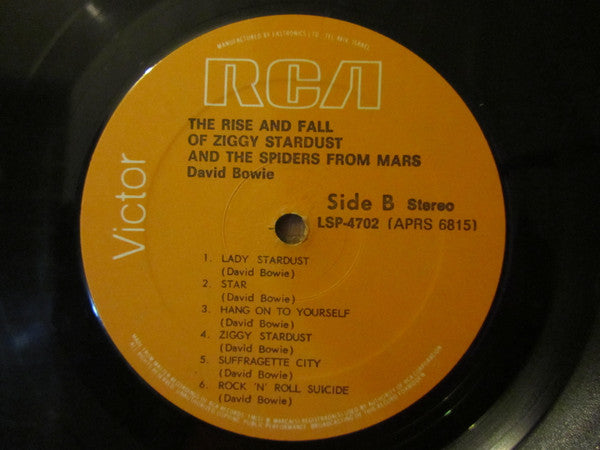 MANUFACTURED BY EASTRONICS LTD. TEL AVIV, ISRAEL
RCA
Victor
THE RISE AND FALL
OF ZIGGY STARDUST
AND THE SPIDERS FROM MARS
David Bowie
Side B Stereo
LSP-4702 (APRS 6815)
1. LADY STARDUST
(David Bowie)
2. STAR
(David Bowie)
3. HANG ON TO YOURSELF
(David Bowie)
4. ZIGGY STARDUST
(David Bowie)
5. SUFFRAGETTE CITY
(David Bowie)
6. ROCK 'N' ROLL SUICIDE
(David Bowie)